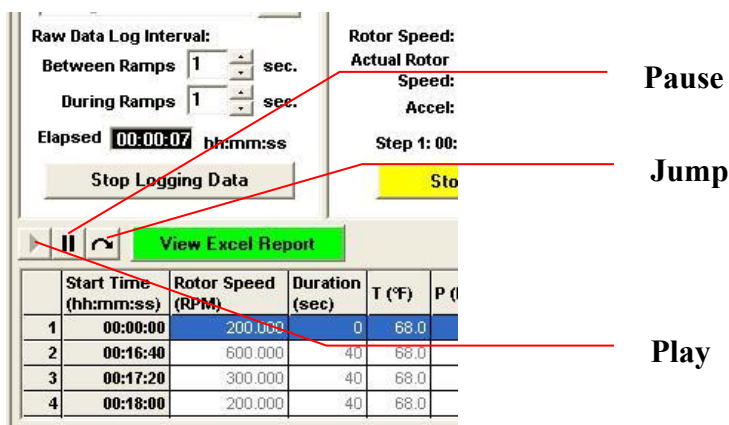 Raw Data Log Interval:
Between Ramps 1 sec.
During Ramps 1 sec.
Elapsed 00:00:07 hh:mm:ss
Stop Logging Data
Rotor Speed:
Actual Rotor
Speed:
Accel:
Step 1: 00:
Sto
Pause
Jump
Play
View Excel Report
Start Time (hh:mm:ss) Rotor Speed (RPM) Duration (sec) T (°F) P (
1 00:00:00 200.000 0 68.0
2 00:16:40 600.000 40 68.0
3 00:17:20 300.000 40 68.0
4 00:18:00 200.000 40 68.0